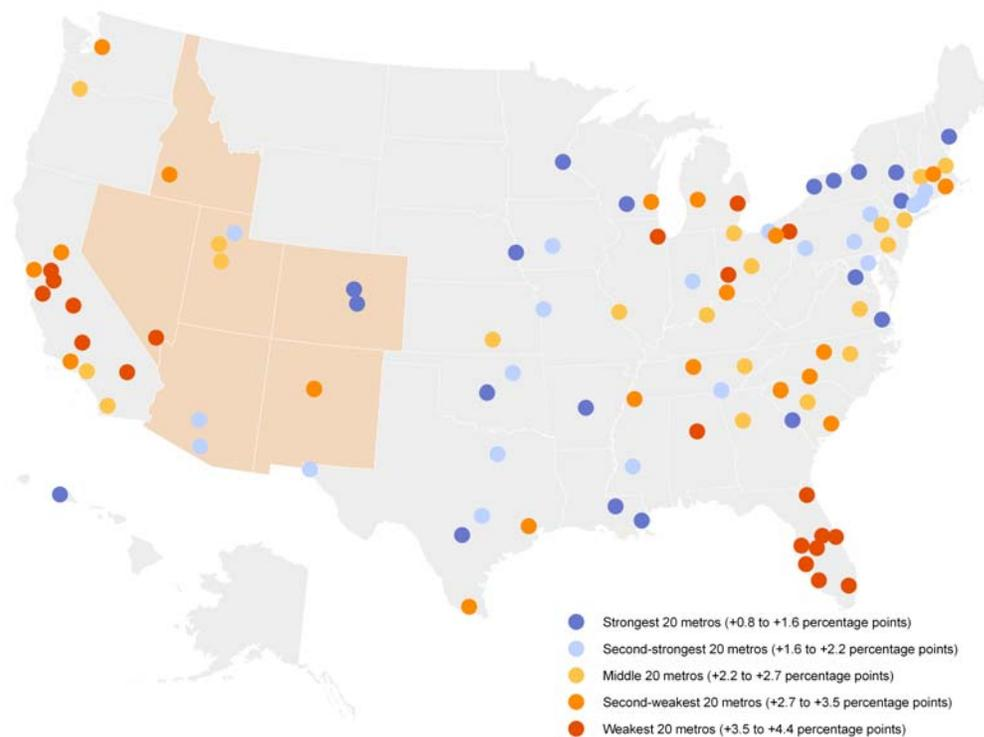 Strongest 20 metros (+0.8 to +1.6 percentage points)
Second-strongest 20 metros (+1.6 to +2.2 percentage points)
Middle 20 metros (+2.2 to +2.7 percentage points)
Second-weakest 20 metros (+2.7 to +3.5 percentage points)
Weakest 20 metros (+3.5 to +4.4 percentage points)